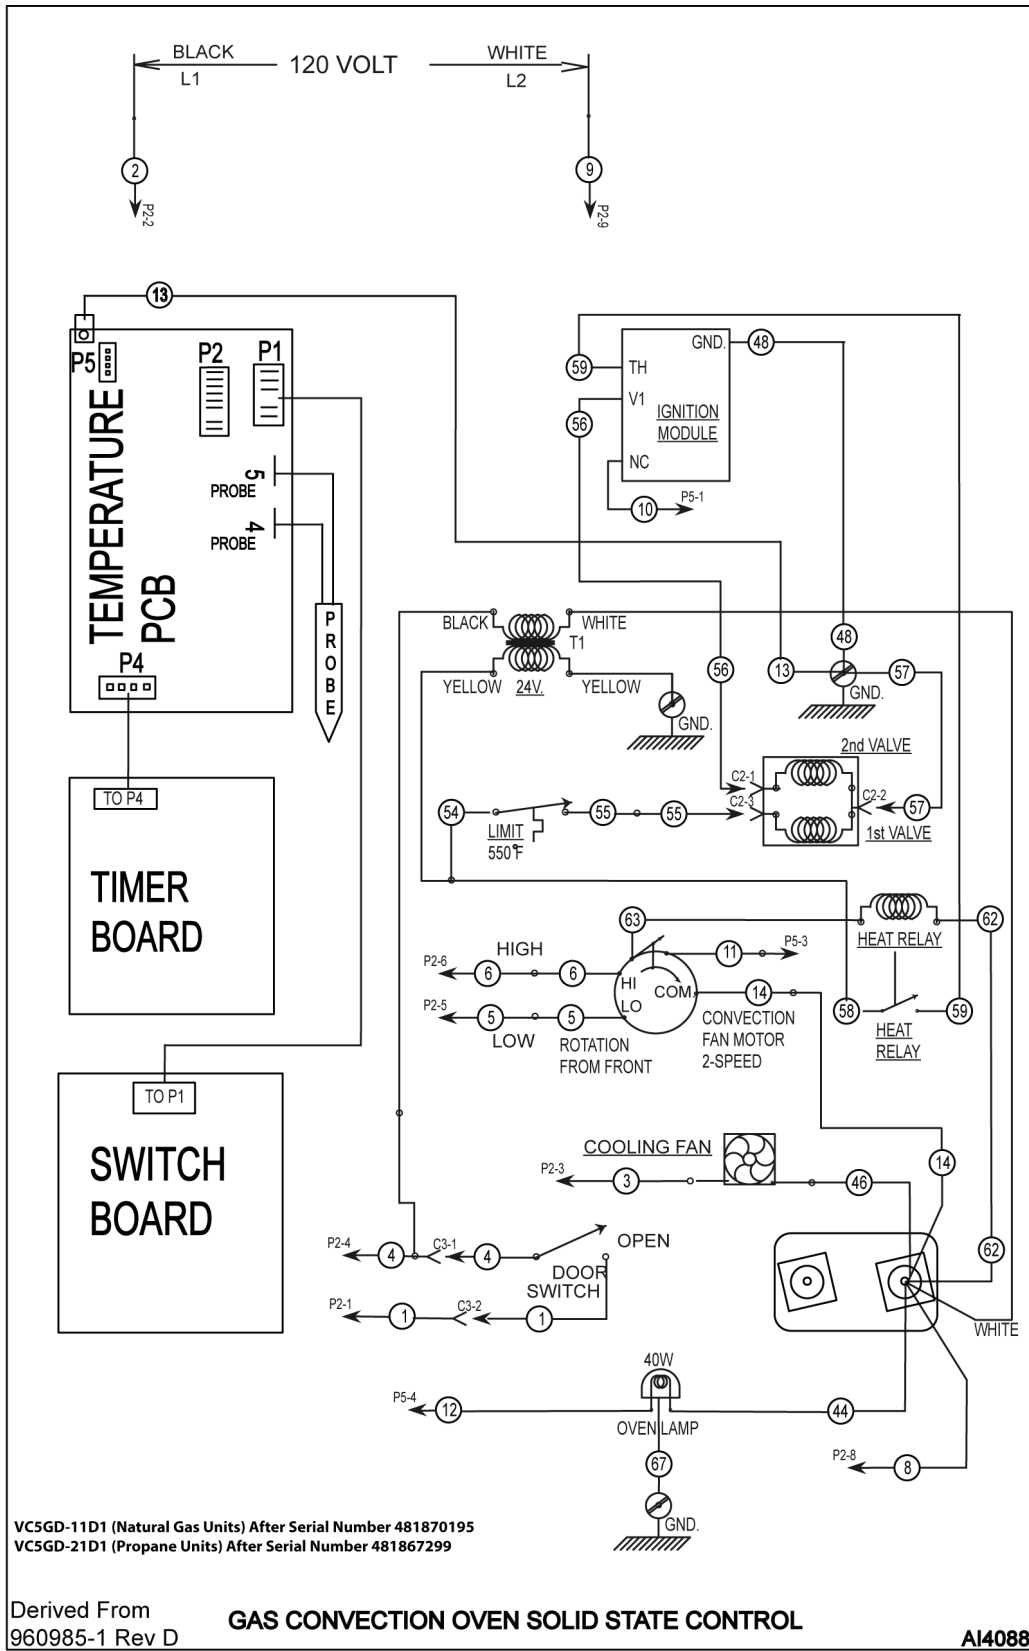 BLACK
L1
120 VOLT
WHITE
L2
2
P2-2
9
P2-9
13
P5
P2
P1
TEMPERATURE
PCB
5
PROBE
4
PROBE
P4
PROBE
59
TH
GND.
48
V1
56
IGNITION
MODULE
NC
10
P5-1
BLACK
WHITE
T1
YELLOW
24V.
YELLOW
GND.
56
13
48
57
GND.
2nd VALVE
C2-1
C2-3
C2-2
57
1st VALVE
54
LIMIT
550°F
55
55
TO P4
TIMER
BOARD
63
HEAT RELAY
62
P2-6
6
HIGH
6
HI
11
P5-3
COM.
14
P2-5
5
LOW
5
LO
ROTATION
FROM FRONT
CONVECTION
FAN MOTOR
2-SPEED
58
HEAT
RELAY
59
TO P1
SWITCH
BOARD
COOLING FAN
P2-3
3
46
14
P2-4
4
C3-1
4
OPEN
DOOR
SWITCH
P2-1
1
C3-2
1
62
WHITE
40W
P5-4
12
OVEN LAMP
44
P2-8
8
67
GND.
VC5GD-11D1 (Natural Gas Units) After Serial Number 481870195
VC5GD-21D1 (Propane Units) After Serial Number 481867299
Derived From
960985-1 Rev D
GAS CONVECTION OVEN SOLID STATE CONTROL
AI4088